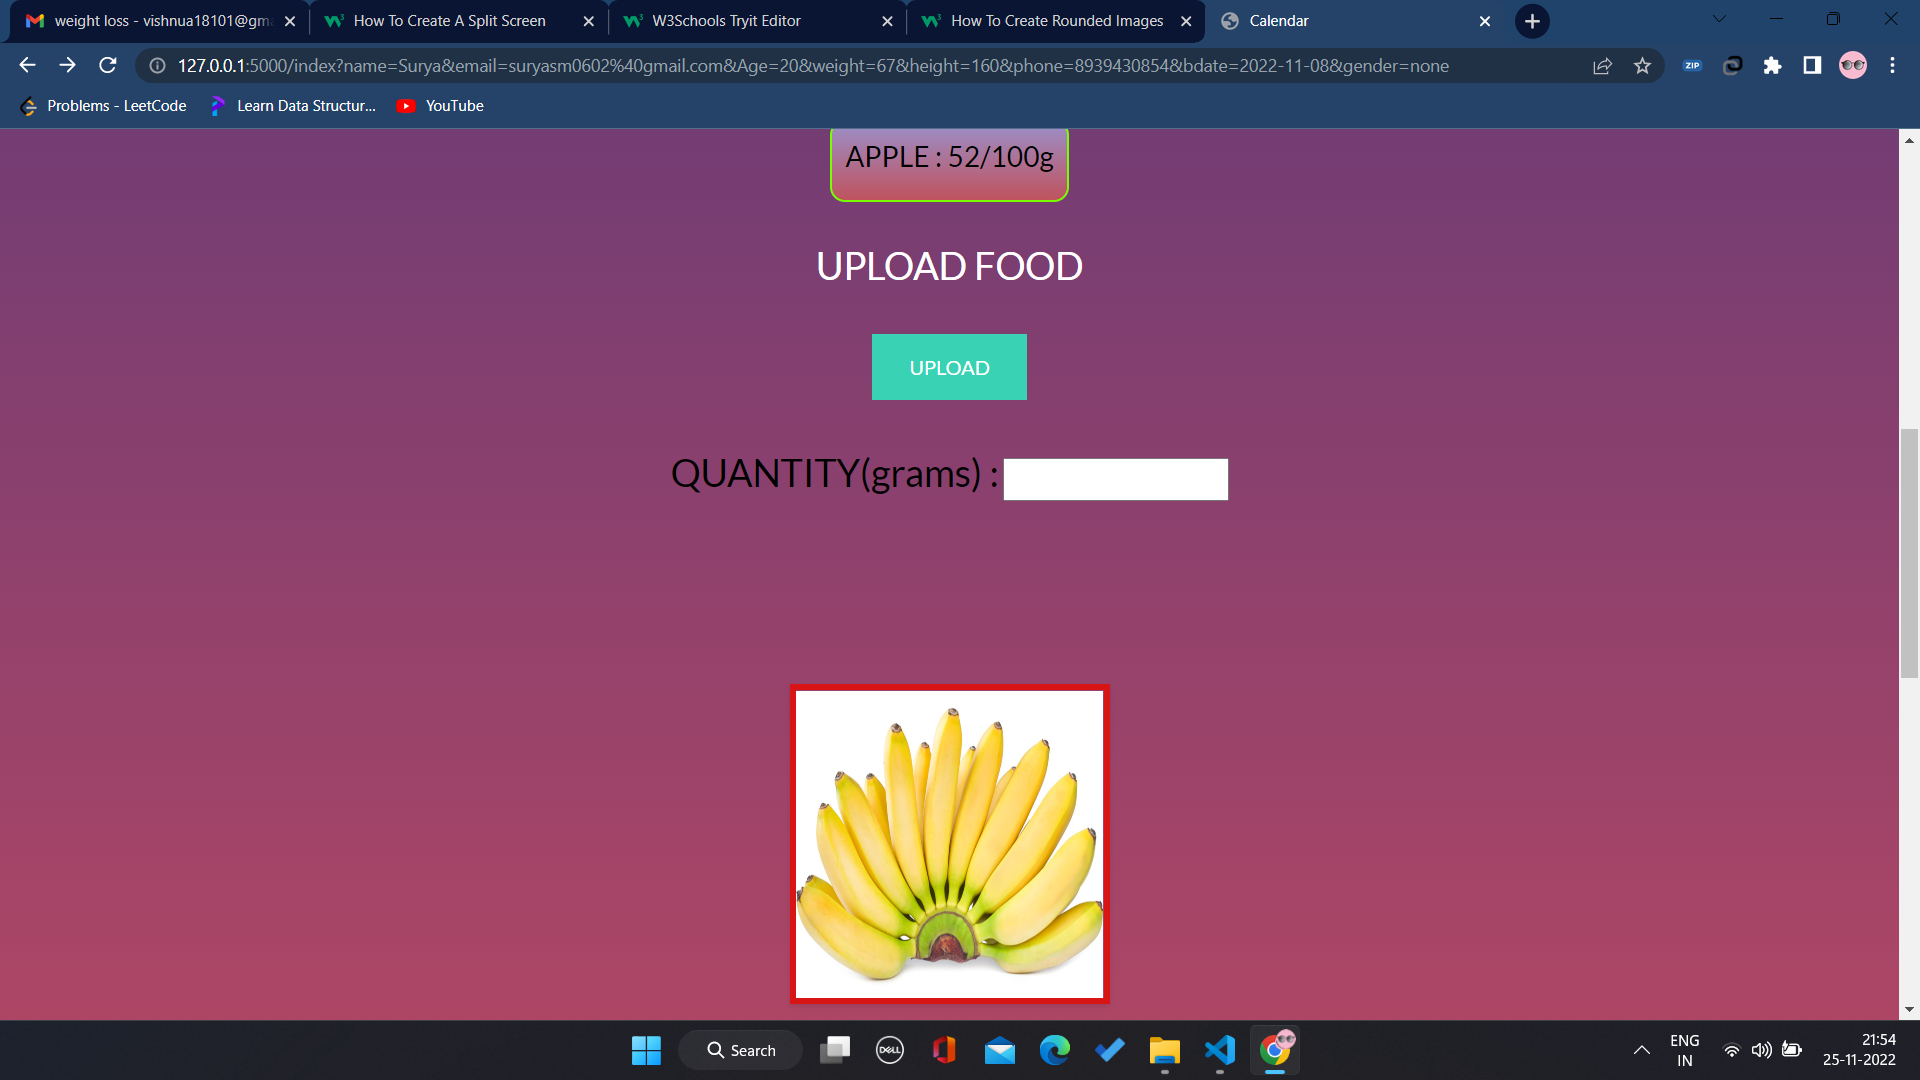 weight loss - vishnua18101@gm
How To Create A Split Screen
W3Schools Tryit Editor
How To Create Rounded Images
Calendar
127.0.0.1:5000/index?name=Surya&email=suryasm0602%40gmail.com&Age=20&weight=67&height=160&phone=8939430854&bdate=2022-11-08&gender=none
ZIP
Problems - LeetCode
Learn Data Structur...
YouTube
APPLE : 52/100g
UPLOAD FOOD
UPLOAD
QUANTITY(grams) :
Search
DELL
ENG
IN
21:54
25-11-2022